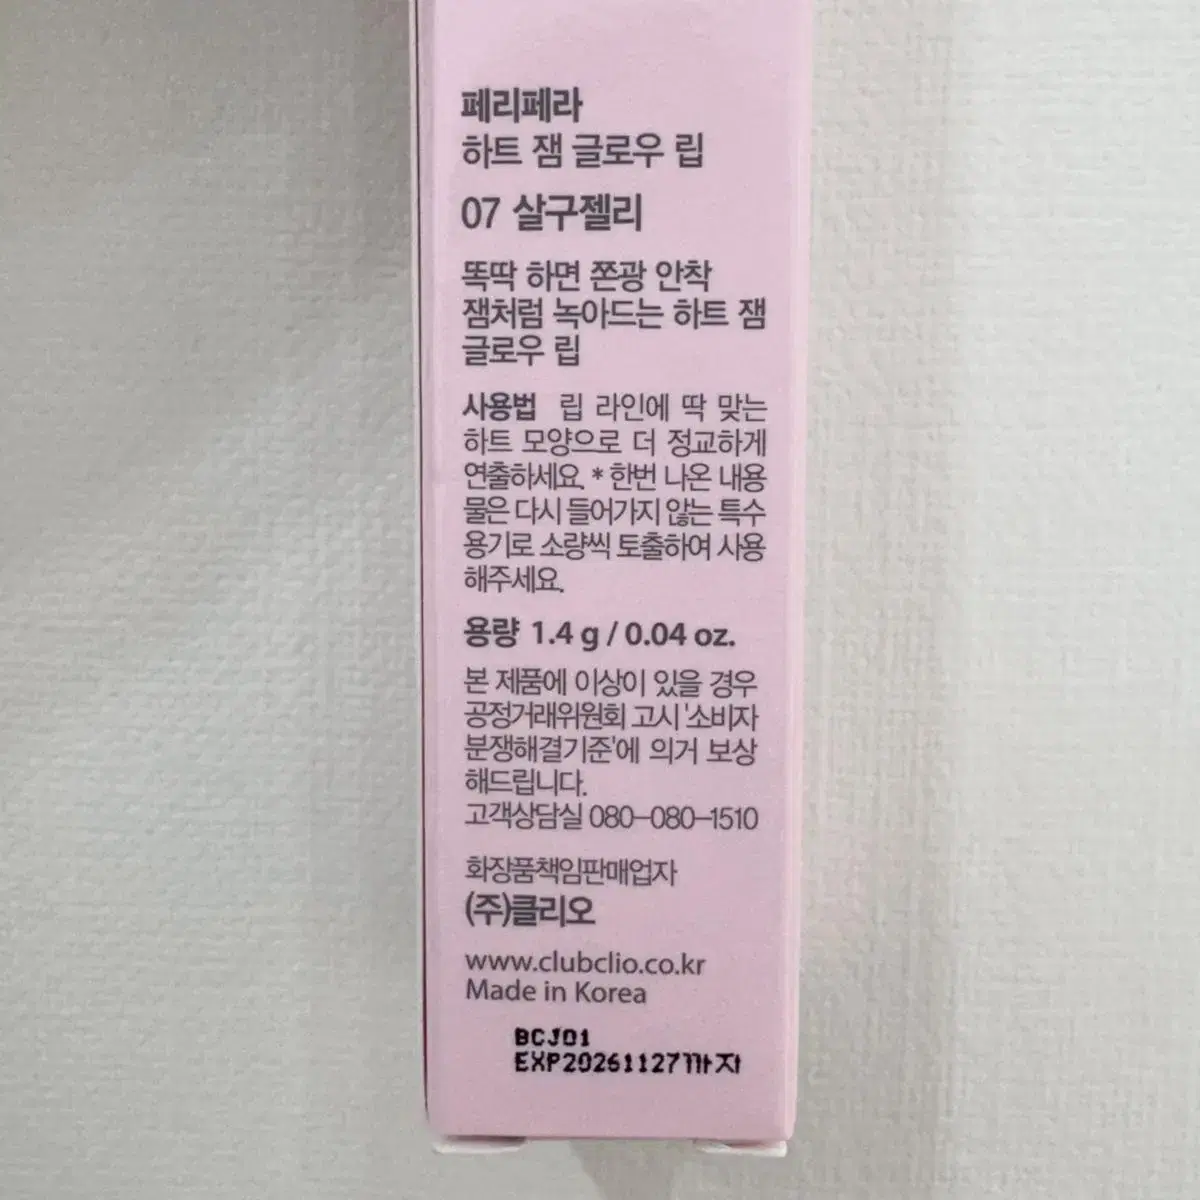 페리페라
하트 잼 글로우 립
07 살구젤리
똑딱 하면 쫀광 안착
잼처럼 녹아드는 하트 잼
글로우 립
사용법 립 라인에 딱 맞는
하트 모양으로 더 정교하게
연출하세요. * 한번 나온 내용
물은 다시 들어가지 않는 특수
용기로 소량씩 토출하여 사용
해주세요.
용량 1.4 g / 0.04 oz.
본 제품에 이상이 있을 경우
공정거래위원회 고시 '소비자
분쟁해결기준'에 의거 보상
해드립니다.
고객상담실 080-080-1510
화장품책임판매업자
(주)클리오
www.clubclio.co.kr
Made in Korea
BCJ01
EXP20261127까지